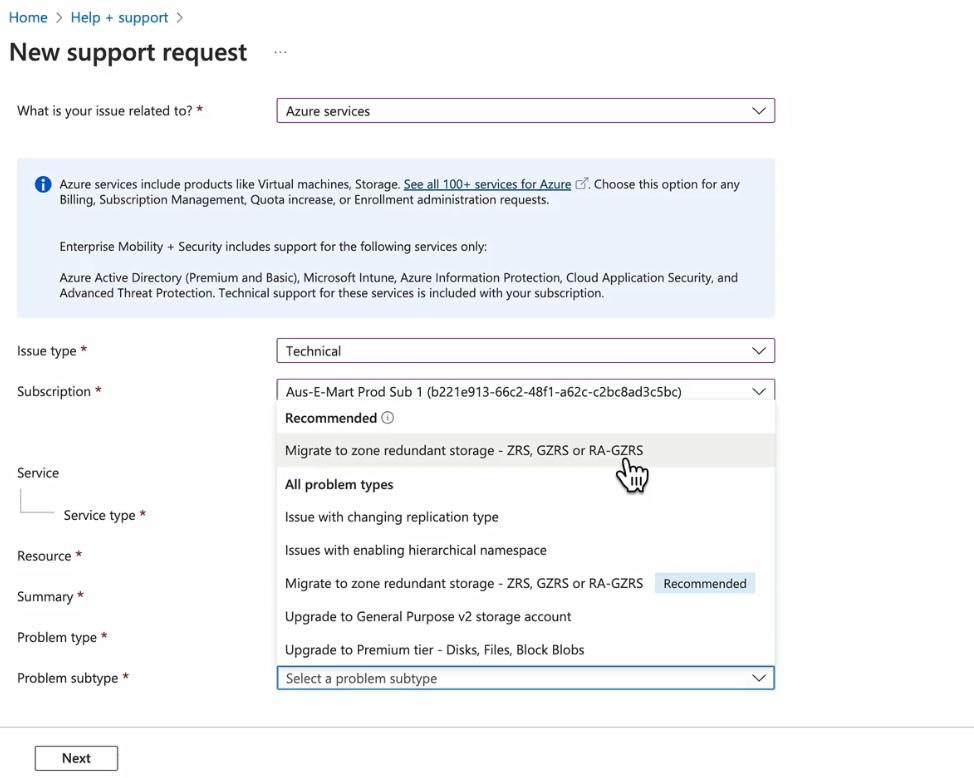 Home > Help + support >
New support request ...
What is your issue related to? *
Azure services
Azure services include products like Virtual machines, Storage. See all 100+ services for Azure. Choose this option for any
Billing, Subscription Management, Quota increase, or Enrollment administration requests.
Enterprise Mobility + Security includes support for the following services only:
Azure Active Directory (Premium and Basic), Microsoft Intune, Azure Information Protection, Cloud Application Security, and
Advanced Threat Protection. Technical support for these services is included with your subscription.
Issue type *
Technical
Subscription *
Aus-E-Mart Prod Sub 1 (b221e913-66c2-48f1-a62c-c2bc8ad3c5bc)
Recommended
Migrate to zone redundant storage - ZRS, GZRS or RA-GZRS
Service
All problem types
Service type *
Issue with changing replication type
Resource *
Issues with enabling hierarchical namespace
Migrate to zone redundant storage - ZRS, GZRS or RA-GZRS Recommended
Summary *
Upgrade to General Purpose v2 storage account
Problem type *
Upgrade to Premium tier - Disks, Files, Block Blobs
Problem subtype *
Select a problem subtype
Next